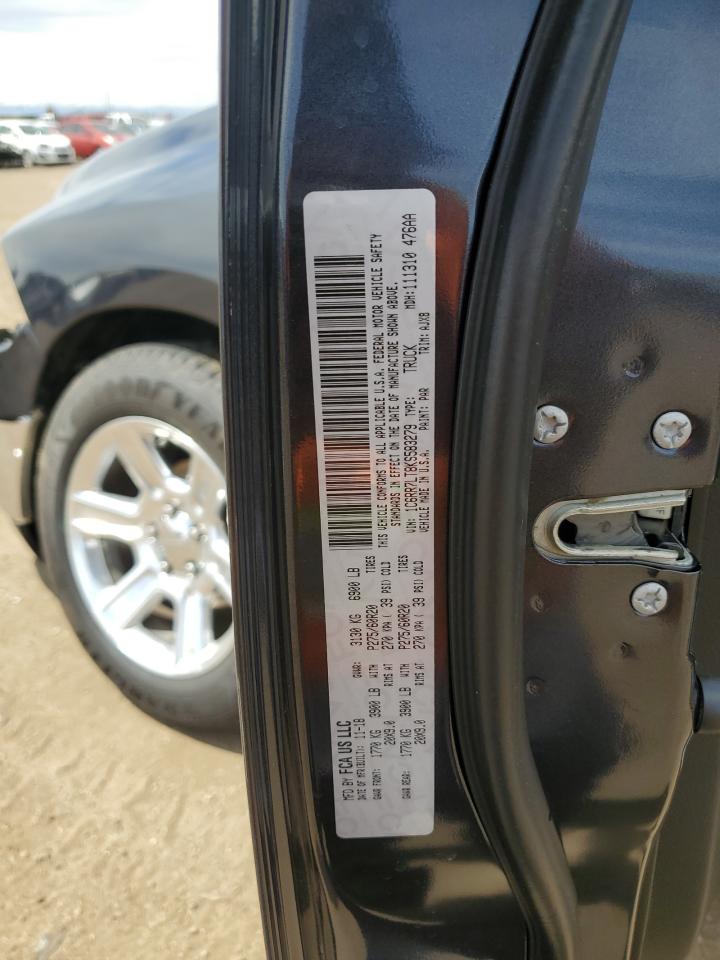 MFD BY FCA US LLC
DATE OF MFR(BUILT): 11-18
GVWR: 3130 KG 6900 LB
GAWR FRONT: 1770 KG 3900 LB WITH P275/60R20 TIRES
20X9.0 RIMS AT 270 KPA ( 39 PSI) COLD
GAWR REAR: 1770 KG 3900 LB WITH P275/60R20 TIRES
20X9.0 RIMS AT 270 KPA ( 39 PSI) COLD
THIS VEHICLE CONFORMS TO ALL APPLICABLE U.S.A. FEDERAL MOTOR VEHICLE SAFETY
STANDARDS IN EFFECT ON THE DATE OF MANUFACTURE SHOWN ABOVE.
VIN: 1C6RR7LT8KS583279 TYPE: TRUCK MDH:111310 476AA
VEHICLE MADE IN U.S.A. PAINT: PAR TRIM: AJXB